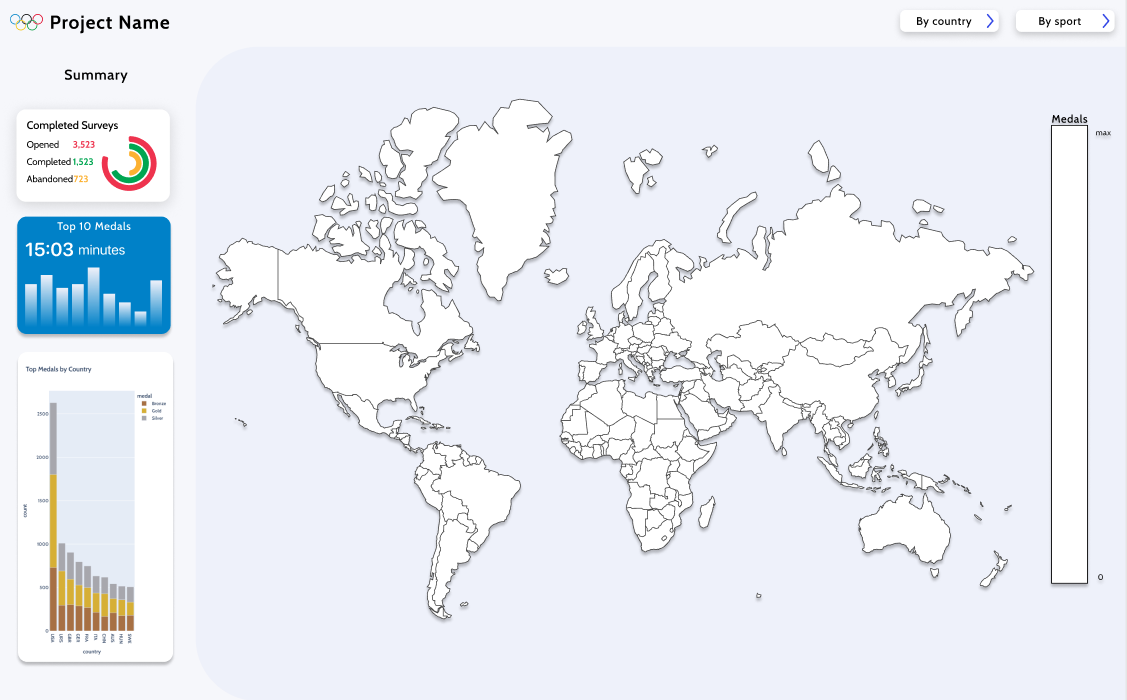 Project Name
By country
By sport
Summary
Completed Surveys
Opened 3,523
Completed 1,523
Abandoned 723
Top 10 Medals
15:03 minutes
Medals
max
0
Top Medals by Country
medal
Bronze
Gold
Silver
2500
2000
1500
1000
500
0
count
USA
URS
GBR
GER
FRA
ITA
CHN
AUS
HUN
SWE
country